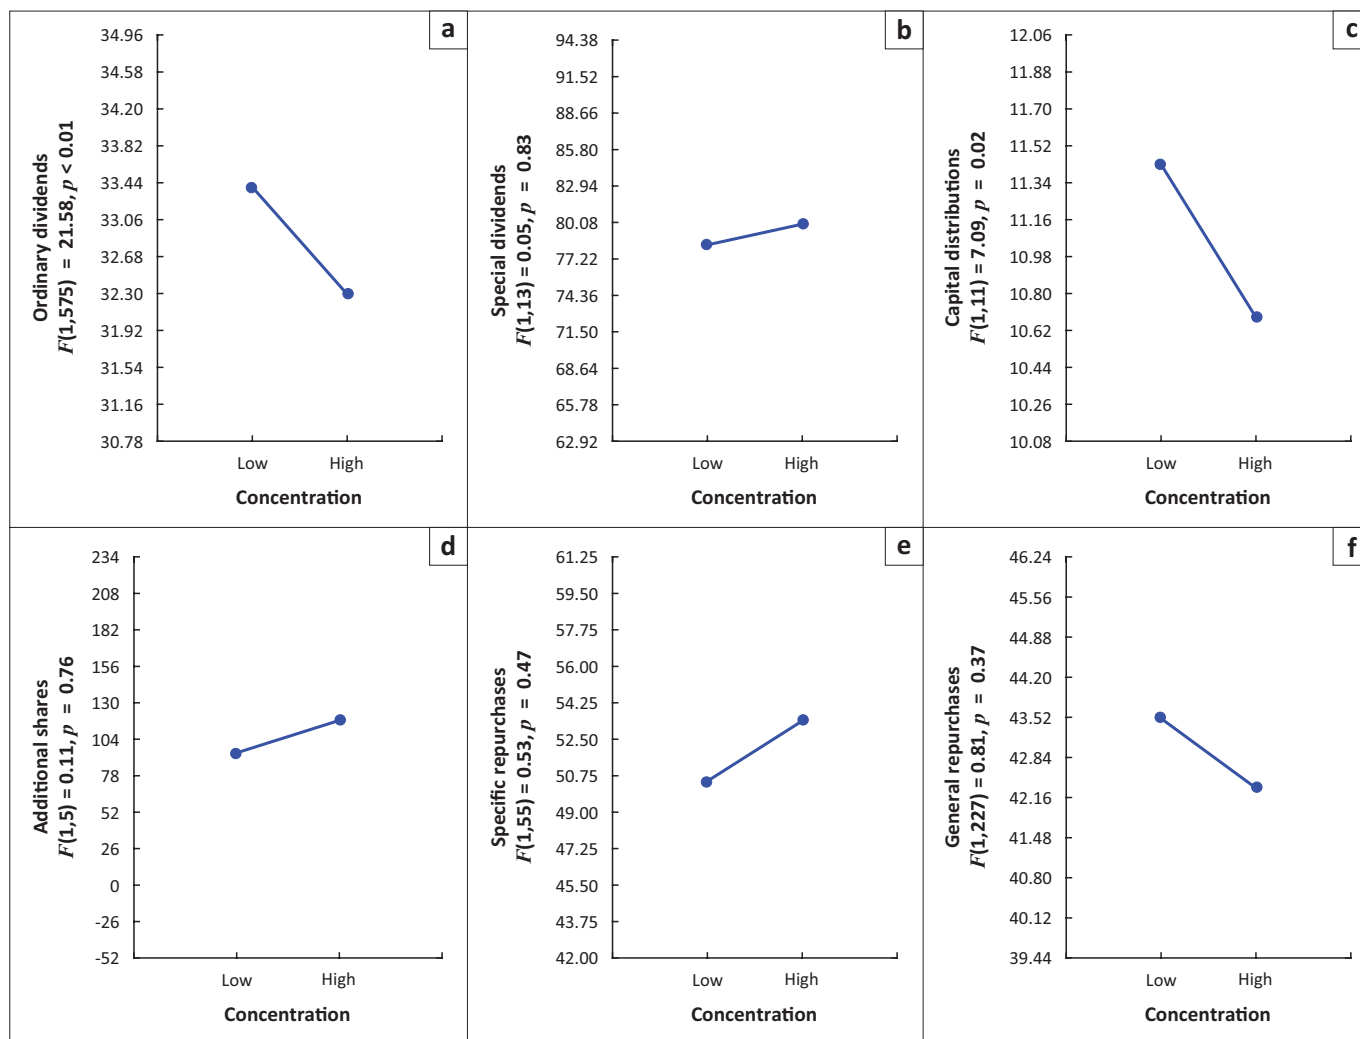 a
Ordinary dividends
F(1,575) = 21.58, p < 0.01
34.96
34.58
34.20
33.82
33.44
33.06
32.68
32.30
31.92
31.54
31.16
30.78
Low High
Concentration
b
Special dividends
F(1,13) = 0.05, p = 0.83
94.38
91.52
88.66
85.80
82.94
80.08
77.22
74.36
71.50
68.64
65.78
62.92
Low High
Concentration
c
Capital distributions
F(1,11) = 7.09, p = 0.02
12.06
11.88
11.70
11.52
11.34
11.16
10.98
10.80
10.62
10.44
10.26
10.08
Low High
Concentration
d
Additional shares
F(1,5) = 0.11, p = 0.76
234
208
182
156
130
104
78
52
26
0
-26
-52
Low High
Concentration
e
Specific repurchases
F(1,55) = 0.53, p = 0.47
61.25
59.50
57.75
56.00
54.25
52.50
50.75
49.00
47.25
45.50
43.75
42.00
Low High
Concentration
f
General repurchases
F(1,227) = 0.81, p = 0.37
46.24
45.56
44.88
44.20
43.52
42.84
42.16
41.48
40.80
40.12
39.44
Low High
Concentration